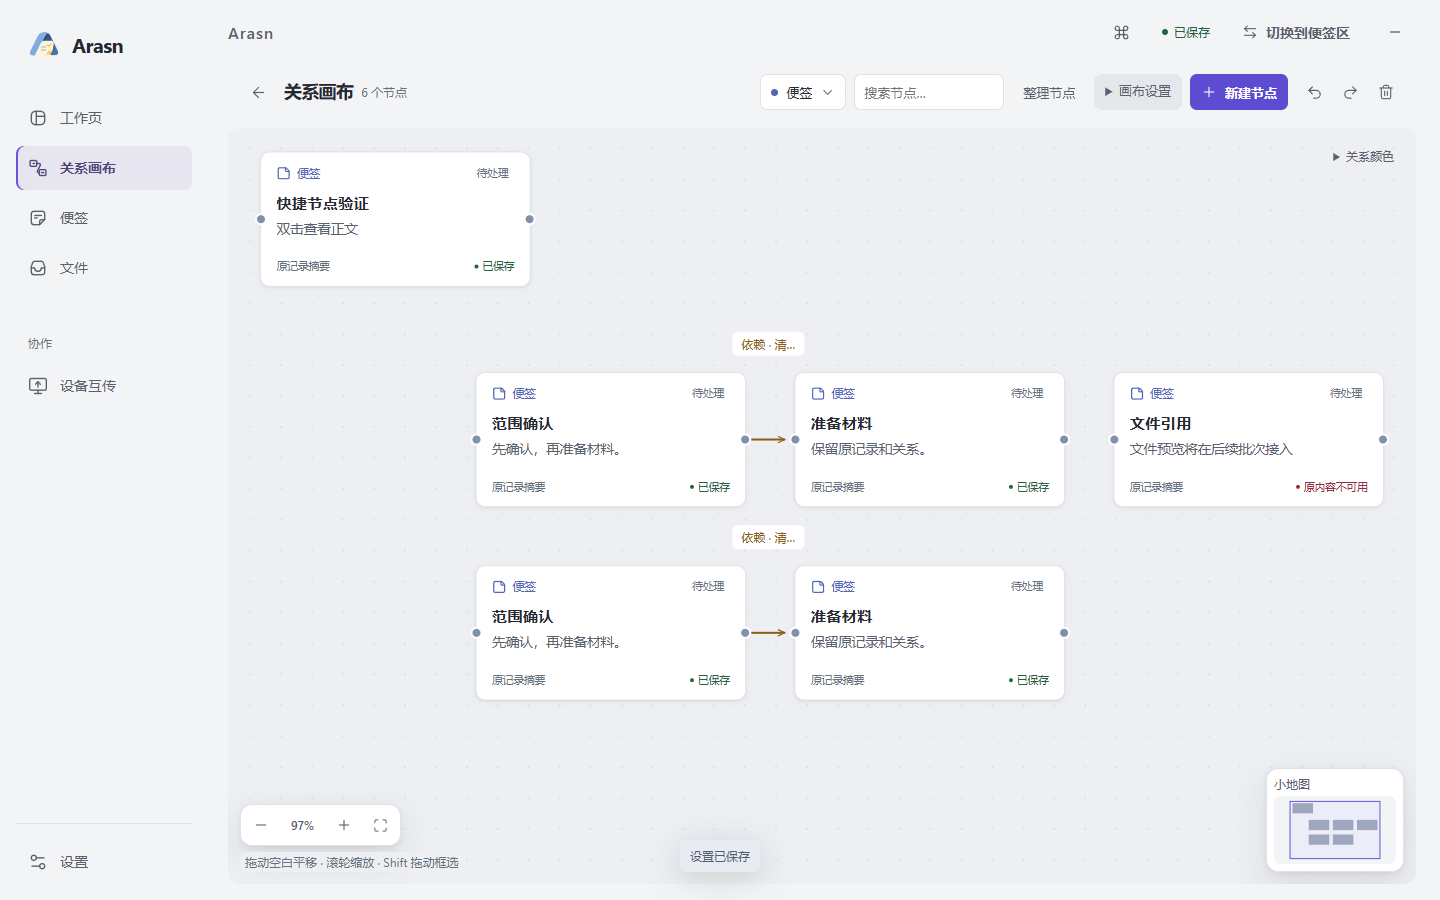 Arasn
工作页
关系画布
便签
文件
协作
设备互传
设置
Arasn
已保存
切换到便签区
关系画布 6 个节点
便签
搜索节点...
整理节点
画布设置
新建节点
关系颜色
便签 待处理
快捷节点验证
双击查看正文
原记录摘要 已保存
依赖 · 清...
便签 待处理
范围确认
先确认，再准备材料。
原记录摘要 已保存
便签 待处理
准备材料
保留原记录和关系。
原记录摘要 已保存
便签 待处理
文件引用
文件预览将在后续批次接入
原记录摘要 原内容不可用
依赖 · 清...
便签 待处理
范围确认
先确认，再准备材料。
原记录摘要 已保存
便签 待处理
准备材料
保留原记录和关系。
原记录摘要 已保存
97%
拖动空白平移 · 滚轮缩放 · Shift 拖动框选
设置已保存
小地图